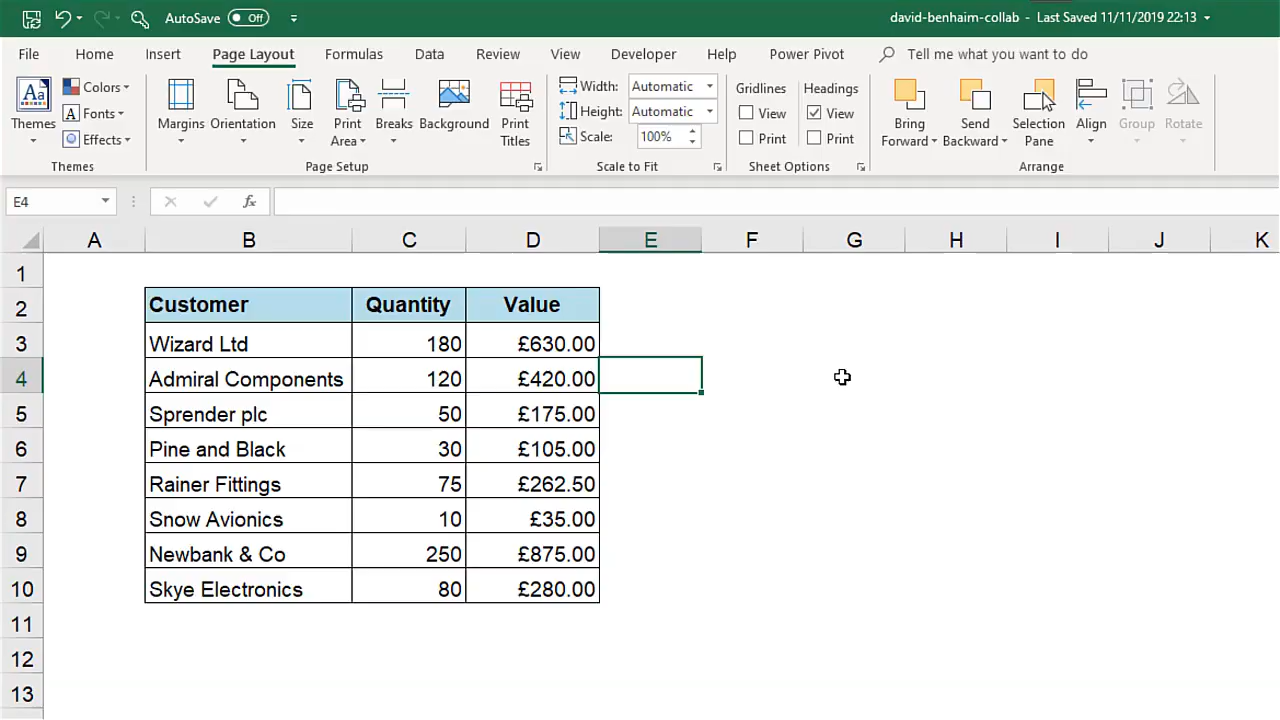 AutoSave Off david-benhaim-collab - Last Saved 11/11/2019 22:13
File Home Insert Page Layout Formulas Data Review View Developer Help Power Pivot Tell me what you want to do
Themes
Colors
Fonts
Effects
Themes
Margins
Orientation
Size
Print Area
Breaks
Background
Print Titles
Page Setup
Width: Automatic
Height: Automatic
Scale: 100%
Scale to Fit
Gridlines
View
Print
Headings
View
Print
Sheet Options
Bring Forward
Send Backward
Selection Pane
Align
Group
Rotate
Arrange
E4 fx
A B C D E F G H I J K
1
2 Customer Quantity Value
3 Wizard Ltd 180 £630.00
4 Admiral Components 120 £420.00
5 Sprender plc 50 £175.00
6 Pine and Black 30 £105.00
7 Rainer Fittings 75 £262.50
8 Snow Avionics 10 £35.00
9 Newbank & Co 250 £875.00
10 Skye Electronics 80 £280.00
11
12
13